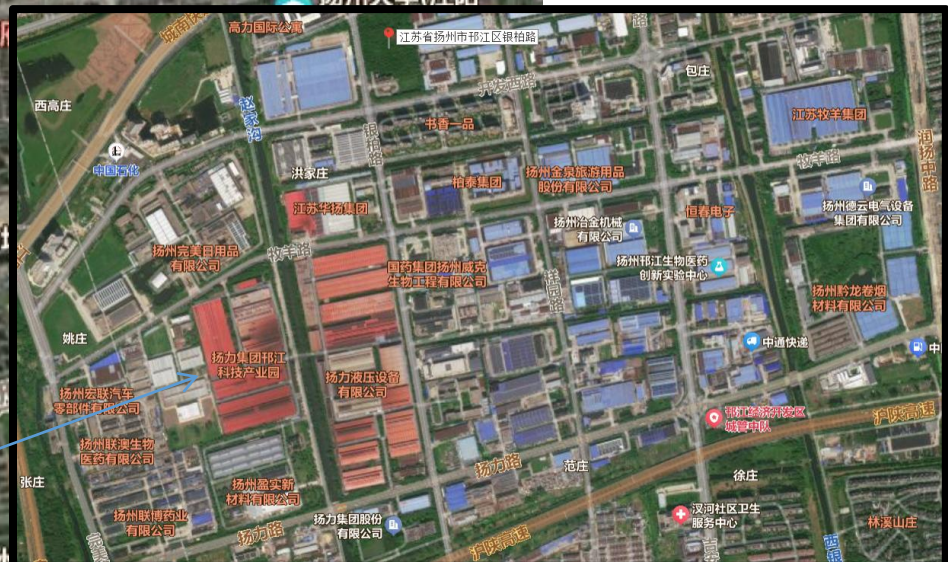 高力国际公寓
江苏省扬州市邗江区银柏路
西高庄
赵家沟
开发西路
包庄
江苏牧羊集团
书香一品
银柏路
牧羊路
润扬中路
中国石化
洪家庄
柏泰集团
扬州金泉旅游用品
股份有限公司
扬州德云电气设备
集团有限公司
江苏华扬集团
恒春电子
扬州冶金机械
有限公司
扬州完美日用品
有限公司
牧羊路
国药集团扬州威克
生物工程有限公司
扬州邗江生物医药
创新实验中心
扬州黔龙卷烟
材料有限公司
姚庄
扬力集团邗江
科技产业园
扬力液压设备
有限公司
中通快递
中
扬州宏联汽车
零部件有限公司
邗江经济开发区
城管中队
沪陕高速
扬州联澳生物
医药有限公司
扬力路
范庄
徐庄
张庄
扬州盈实新
材料有限公司
扬州联博药业
有限公司
扬力路
扬力集团股份
有限公司
沪陕高速
汊河社区卫生
服务中心
林溪山庄